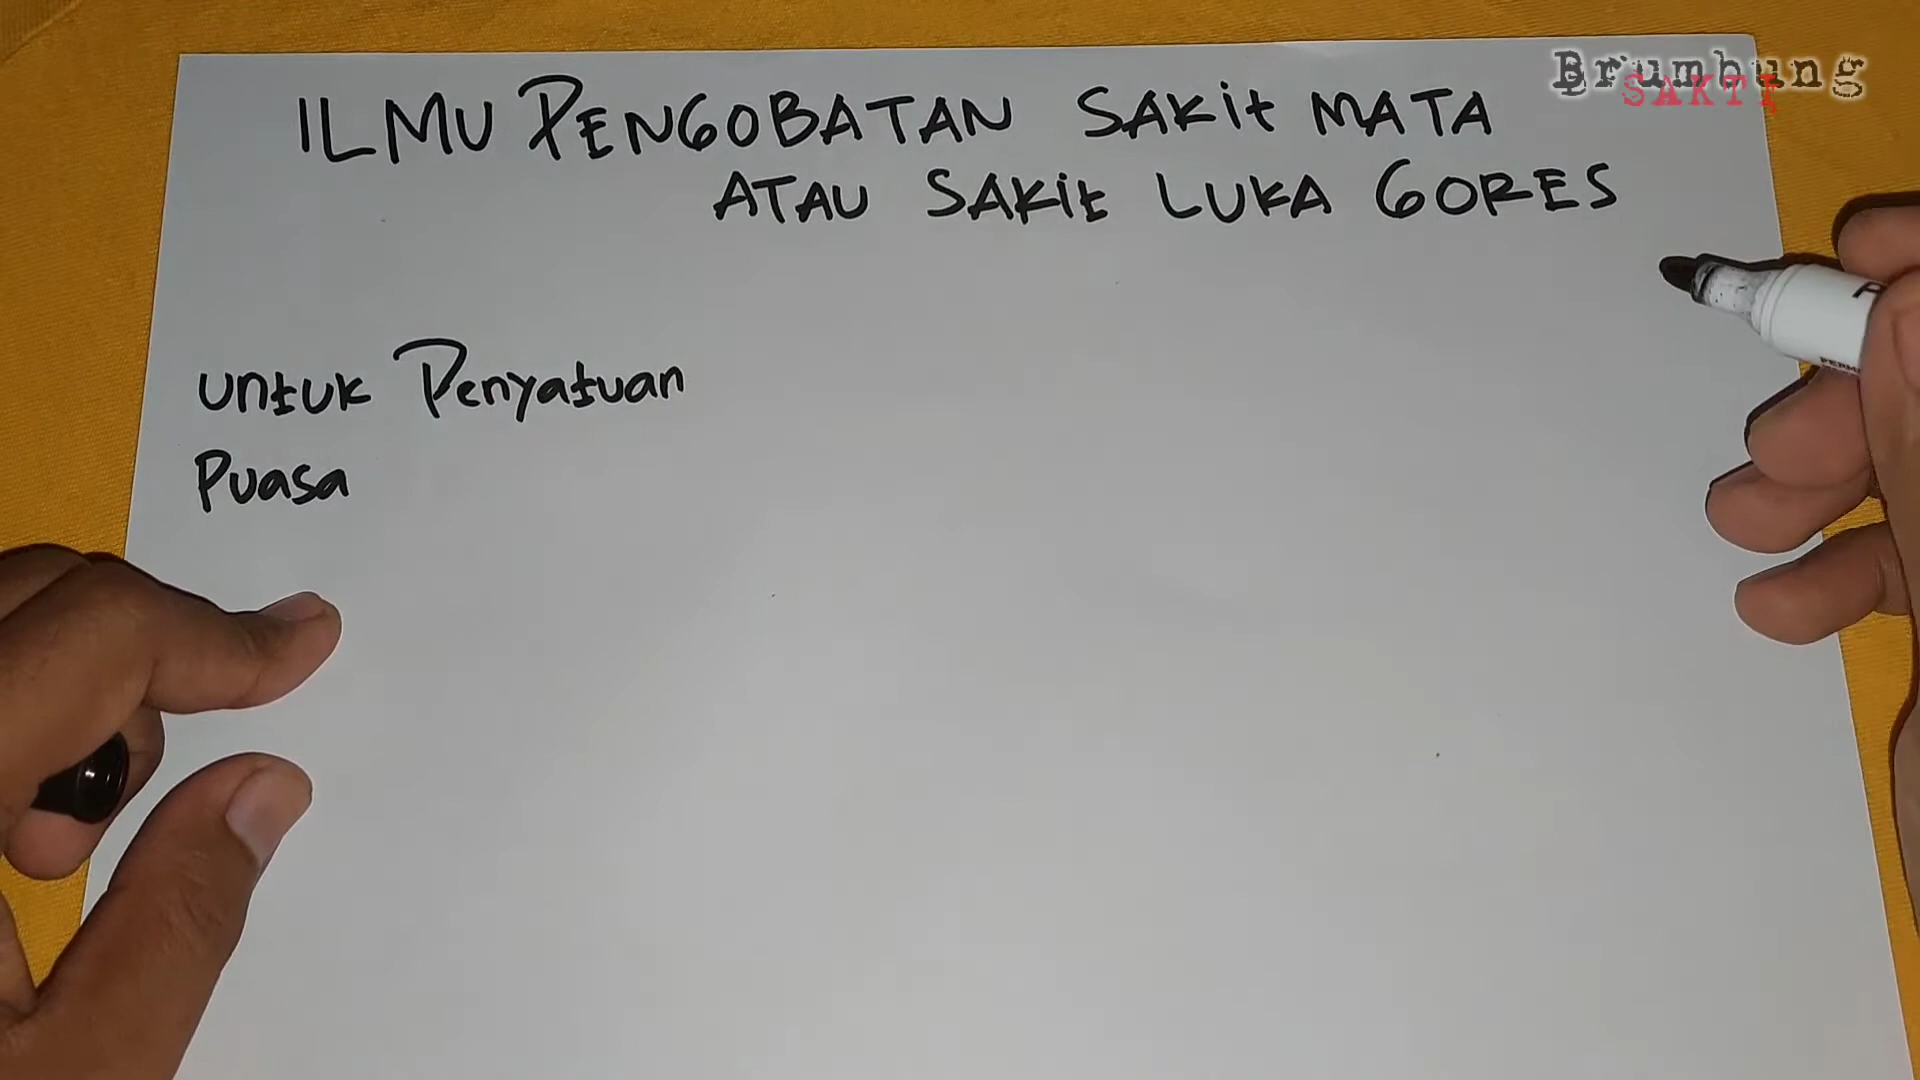 Brumbung
SAKTI
ILMU PENGOBATAN SAKit MATA
ATAU SAKit LUKA GORES
untuk Penyatuan
Puasa